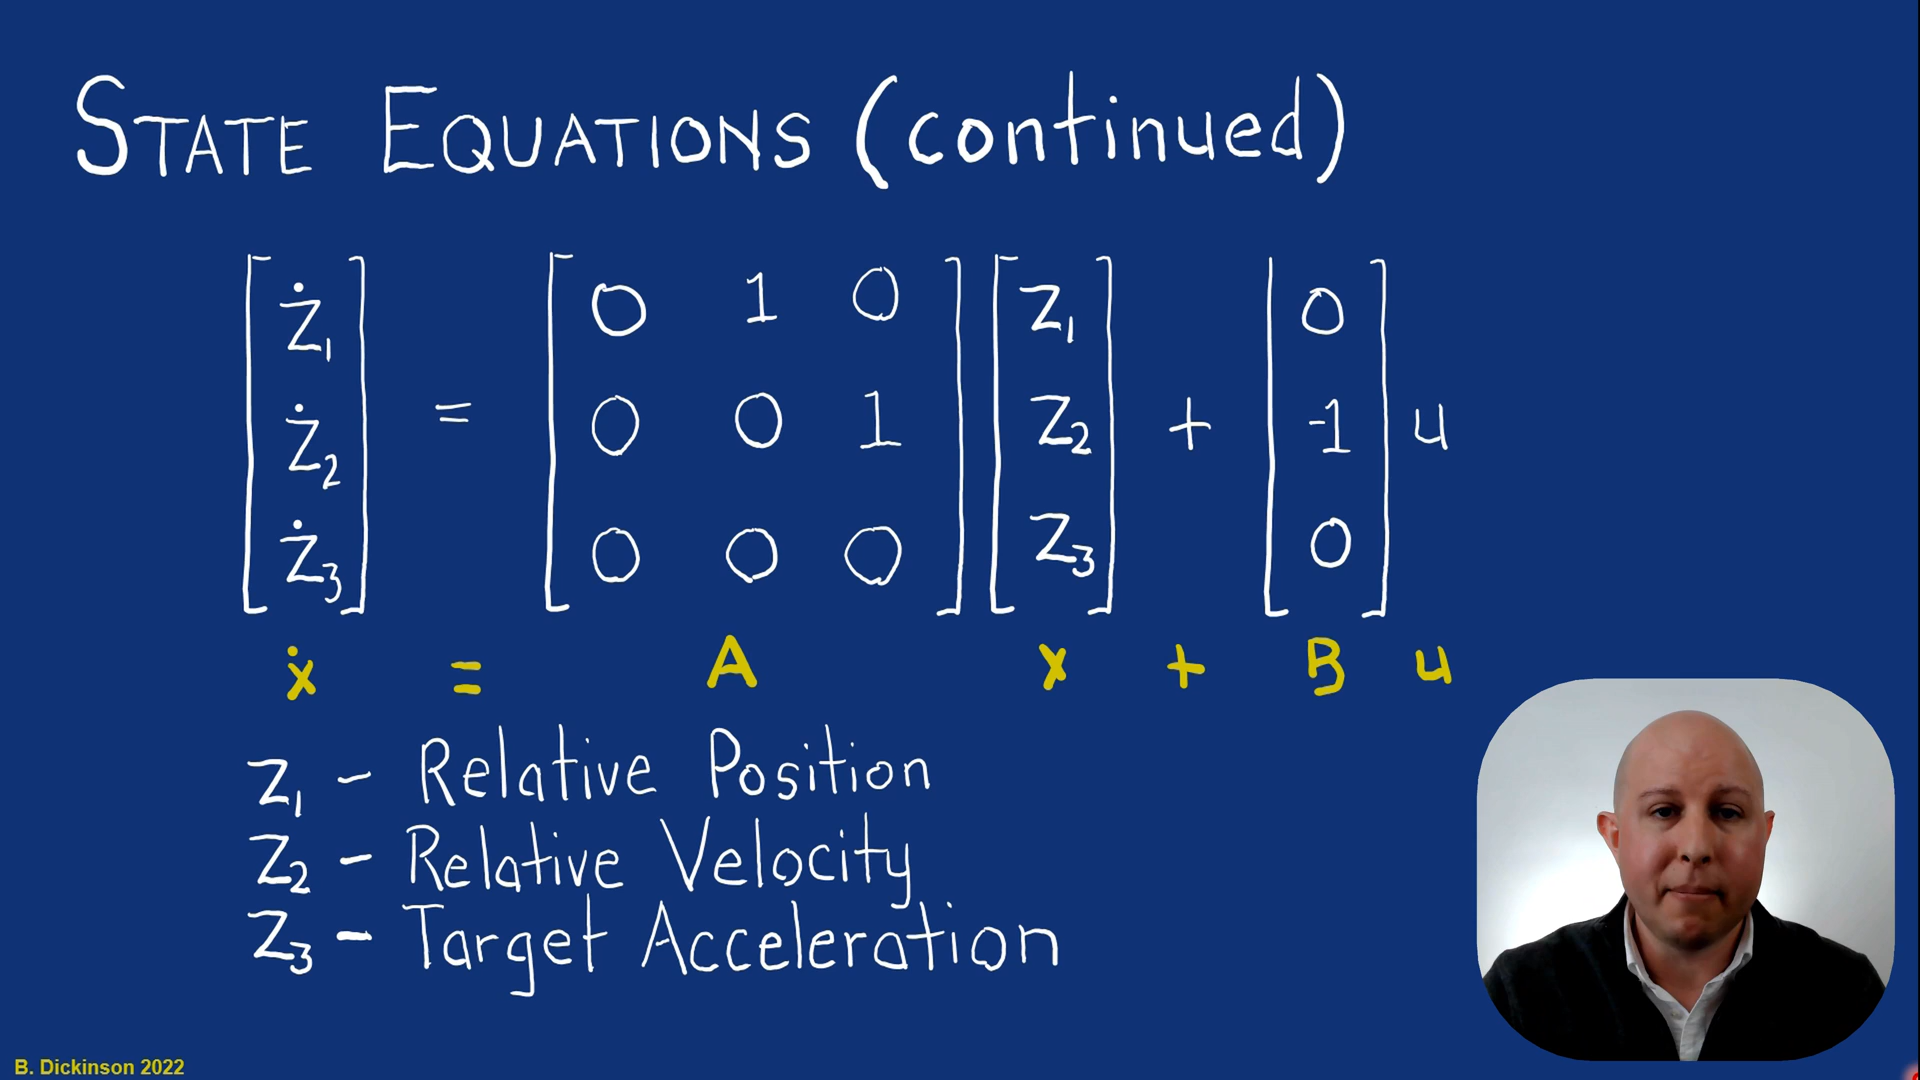 STATE EQUATIONS (continued)
[ż₁ ż₂ ż₃] = [0 1 0; 0 0 1; 0 0 0] [z₁ z₂ z₃] + [0 -1 0] u
ẋ = A x + B u
z₁ - Relative Position
z₂ - Relative Velocity
z₃ - Target Acceleration
B. Dickinson 2022